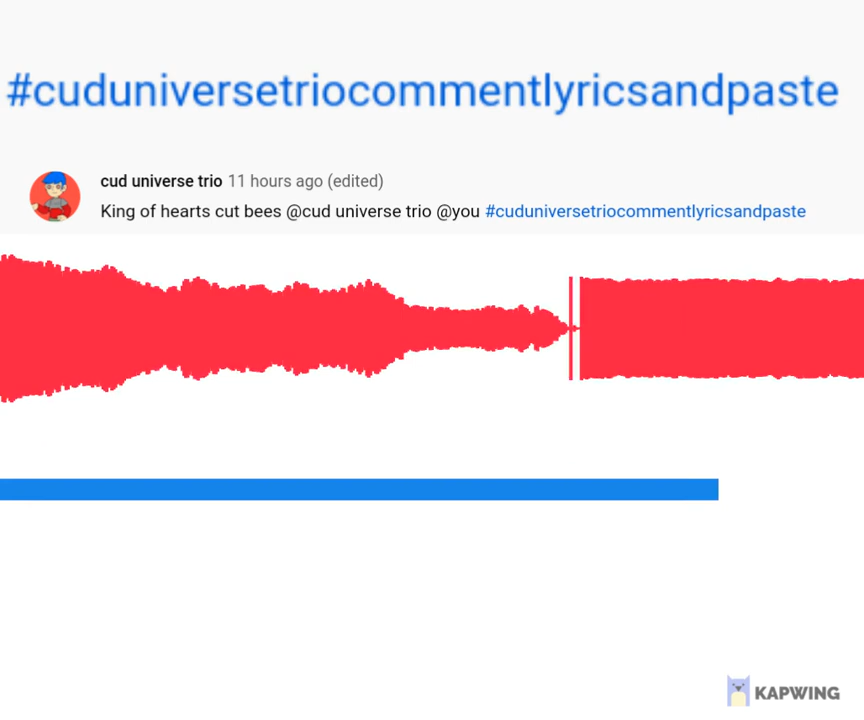 #cuduniversetriocommentlyricsandpaste
cud universe trio 11 hours ago (edited)
King of hearts cut bees @cud universe trio @you #cuduniversetriocommentlyricsandpaste
KAPWING